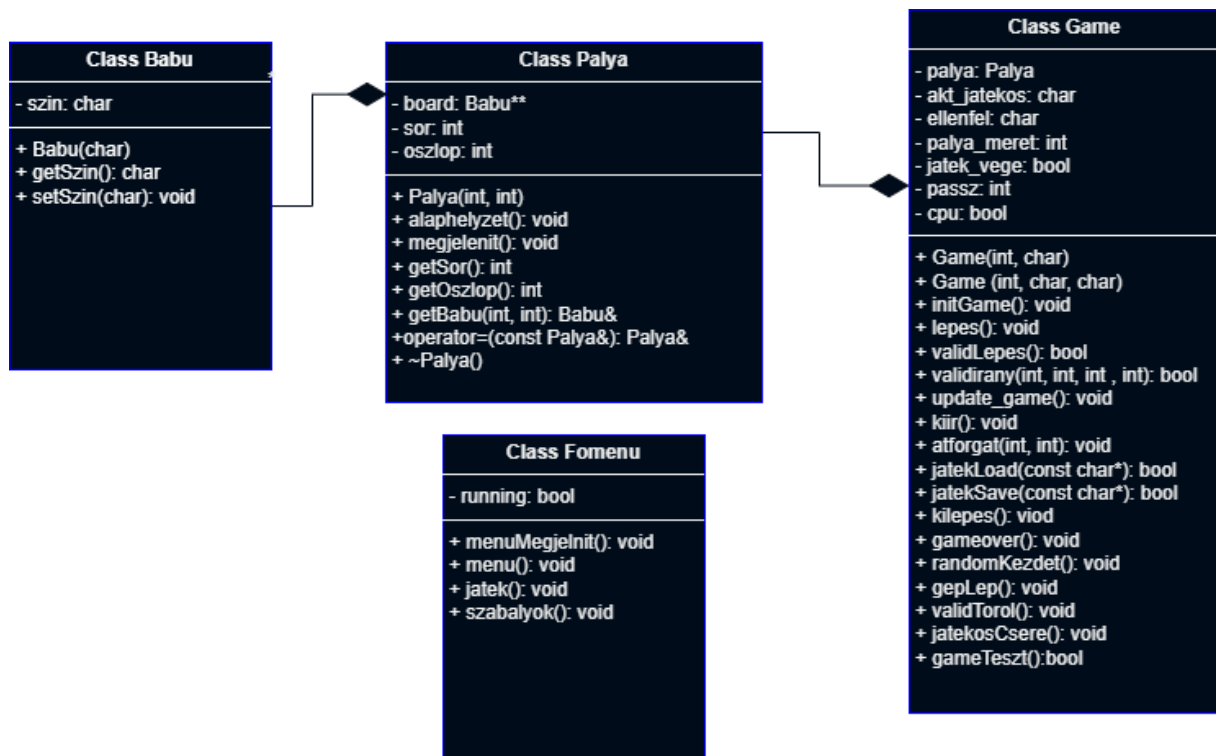 Class Babu
*
- szin: char
+ Babu(char)
+ getSzin(): char
+ setSzin(char): void
Class Palya
- board: Babu**
- sor: int
- oszlop: int
+ Palya(int, int)
+ alaphelyzet(): void
+ megjelenit(): void
+ getSor(): int
+ getOszlop(): int
+ getBabu(int, int): Babu&
+operator=(const Palya&): Palya&
+ ~Palya()
Class Game
- palya: Palya
- akt_jatekos: char
- ellenfel: char
- palya_meret: int
- jatek_vege: bool
- passz: int
- cpu: bool
+ Game(int, char)
+ Game (int, char, char)
+ initGame(): void
+ lepes(): void
+ validLepes(): bool
+ validirany(int, int, int , int): bool
+ update_game(): void
+ kiir(): void
+ atforgat(int, int): void
+ jatekLoad(const char*): bool
+ jatekSave(const char*): bool
+ kilepes(): viod
+ gameover(): void
+ randomKezdet(): void
+ gepLep(): void
+ validTorol(): void
+ jatekosCsere(): void
+ gameTeszt():bool
Class Fomenu
- running: bool
+ menuMegjelnit(): void
+ menu(): void
+ jatek(): void
+ szabalyok(): void